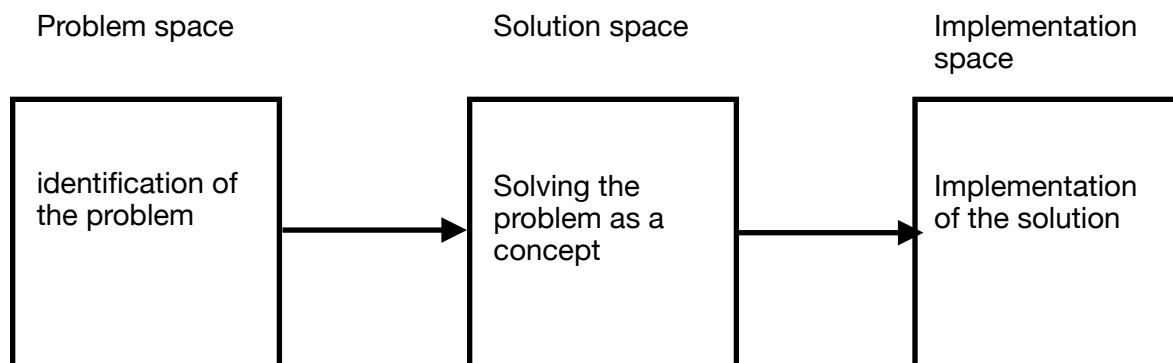 Problem space
Solution space
Implementation
space
identification of
the problem
Solving the
problem as a
concept
Implementation
of the solution